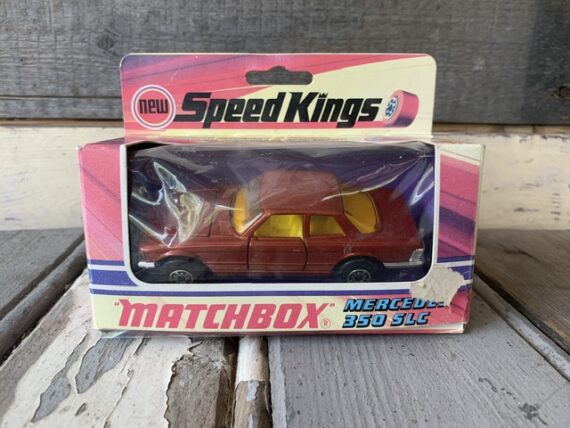 new Speed Kings
"MATCHBOX"®
MERCEDE
350 SLC